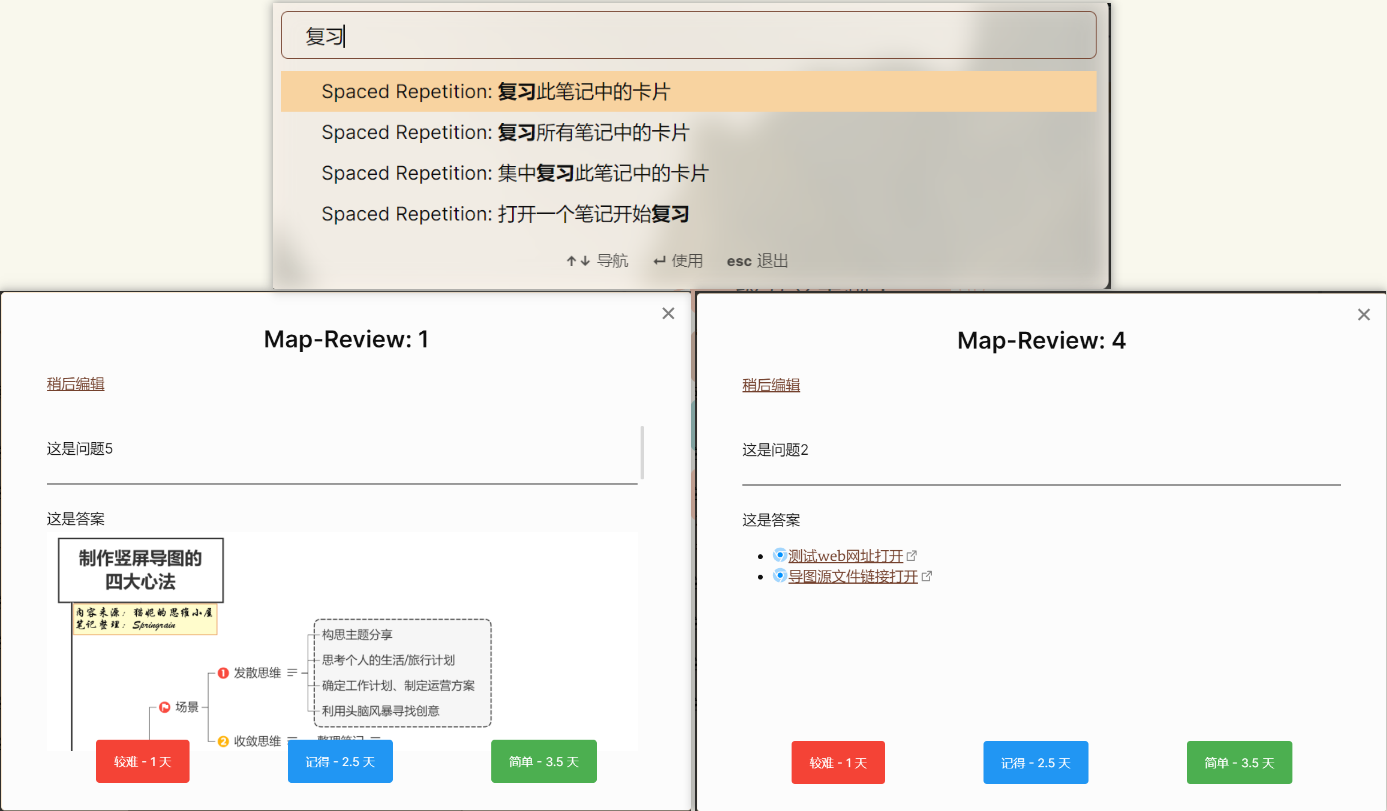 复习
Spaced Repetition: 复习此笔记中的卡片
Spaced Repetition: 复习所有笔记中的卡片
Spaced Repetition: 集中复习此笔记中的卡片
Spaced Repetition: 打开一个笔记开始复习
↑↓ 导航 ↵ 使用 esc 退出
Map-Review: 1
稍后编辑
这是问题5
这是答案
制作竖屏导图的
四大心法
内容来源：猫妮的思维小屋
笔记整理：Springrain
构思主题分享
思考个人的生活/旅行计划
发散思维
确定工作计划、制定运营方案
利用头脑风暴寻找创意
场景
收敛思维
较难 - 1 天
记得 - 2.5 天
简单 - 3.5 天
Map-Review: 4
稍后编辑
这是问题2
这是答案
测试web网址打开
导图源文件链接打开
较难 - 1 天
记得 - 2.5 天
简单 - 3.5 天